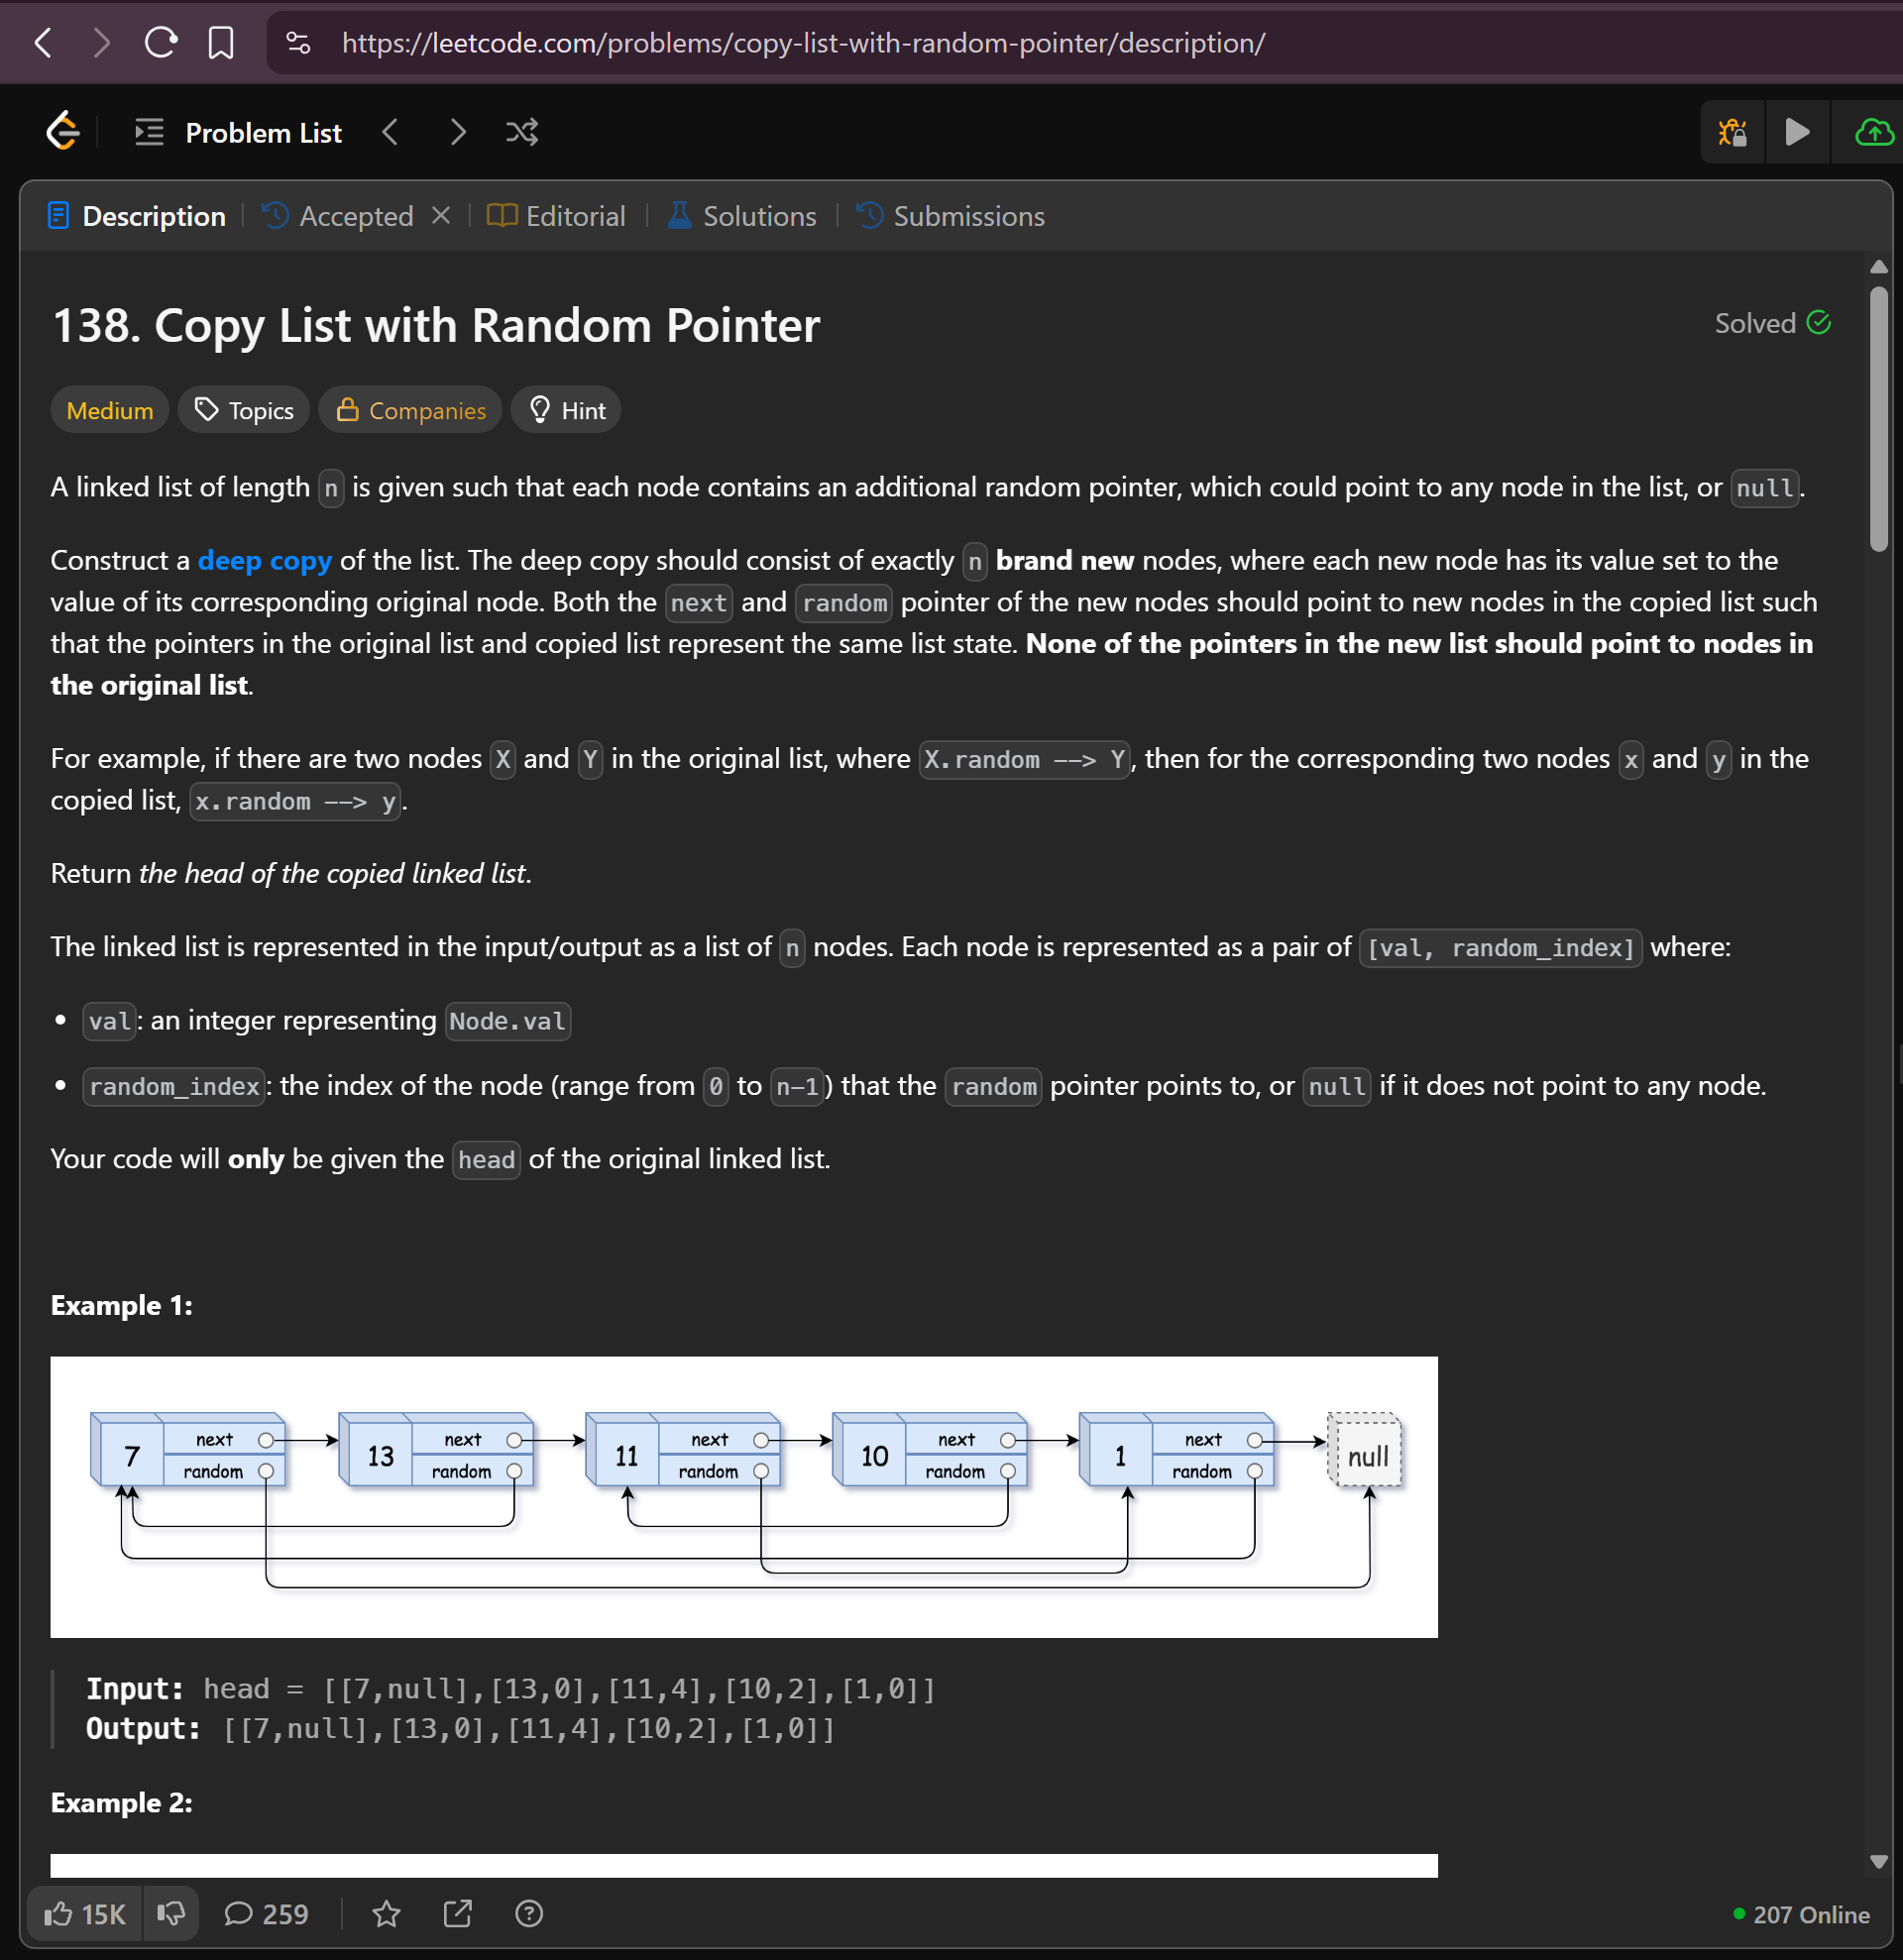 https://leetcode.com/problems/copy-list-with-random-pointer/description/
Problem List
Description
Accepted
Editorial
Solutions
Submissions
138. Copy List with Random Pointer
Solved
Medium
Topics
Companies
Hint
A linked list of length n is given such that each node contains an additional random pointer, which could point to any node in the list, or null.
Construct a deep copy of the list. The deep copy should consist of exactly n brand new nodes, where each new node has its value set to the
value of its corresponding original node. Both the next and random pointer of the new nodes should point to new nodes in the copied list such
that the pointers in the original list and copied list represent the same list state. None of the pointers in the new list should point to nodes in
the original list.
For example, if there are two nodes X and Y in the original list, where X.random --> Y, then for the corresponding two nodes x and y in the
copied list, x.random --> y.
Return the head of the copied linked list.
The linked list is represented in the input/output as a list of n nodes. Each node is represented as a pair of [val, random_index] where:
• val: an integer representing Node.val
• random_index: the index of the node (range from 0 to n-1) that the random pointer points to, or null if it does not point to any node.
Your code will only be given the head of the original linked list.
Example 1:
7 next random
13 next random
11 next random
10 next random
1 next random
null
Input: head = [[7,null],[13,0],[11,4],[10,2],[1,0]]
Output: [[7,null],[13,0],[11,4],[10,2],[1,0]]
Example 2:
15K
259
207 Online